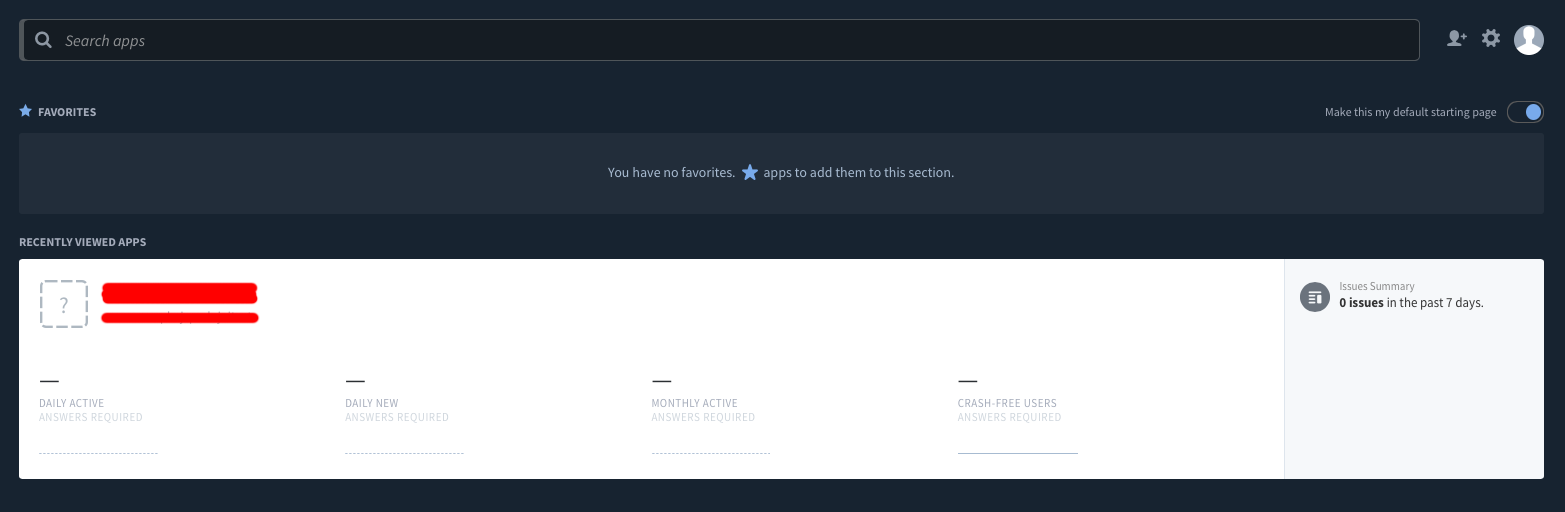 Search apps
FAVORITES
Make this my default starting page
You have no favorites. apps to add them to this section.
RECENTLY VIEWED APPS
?
Issues Summary
0 issues in the past 7 days.
— — — —
DAILY ACTIVE DAILY NEW MONTHLY ACTIVE CRASH-FREE USERS
ANSWERS REQUIRED ANSWERS REQUIRED ANSWERS REQUIRED ANSWERS REQUIRED